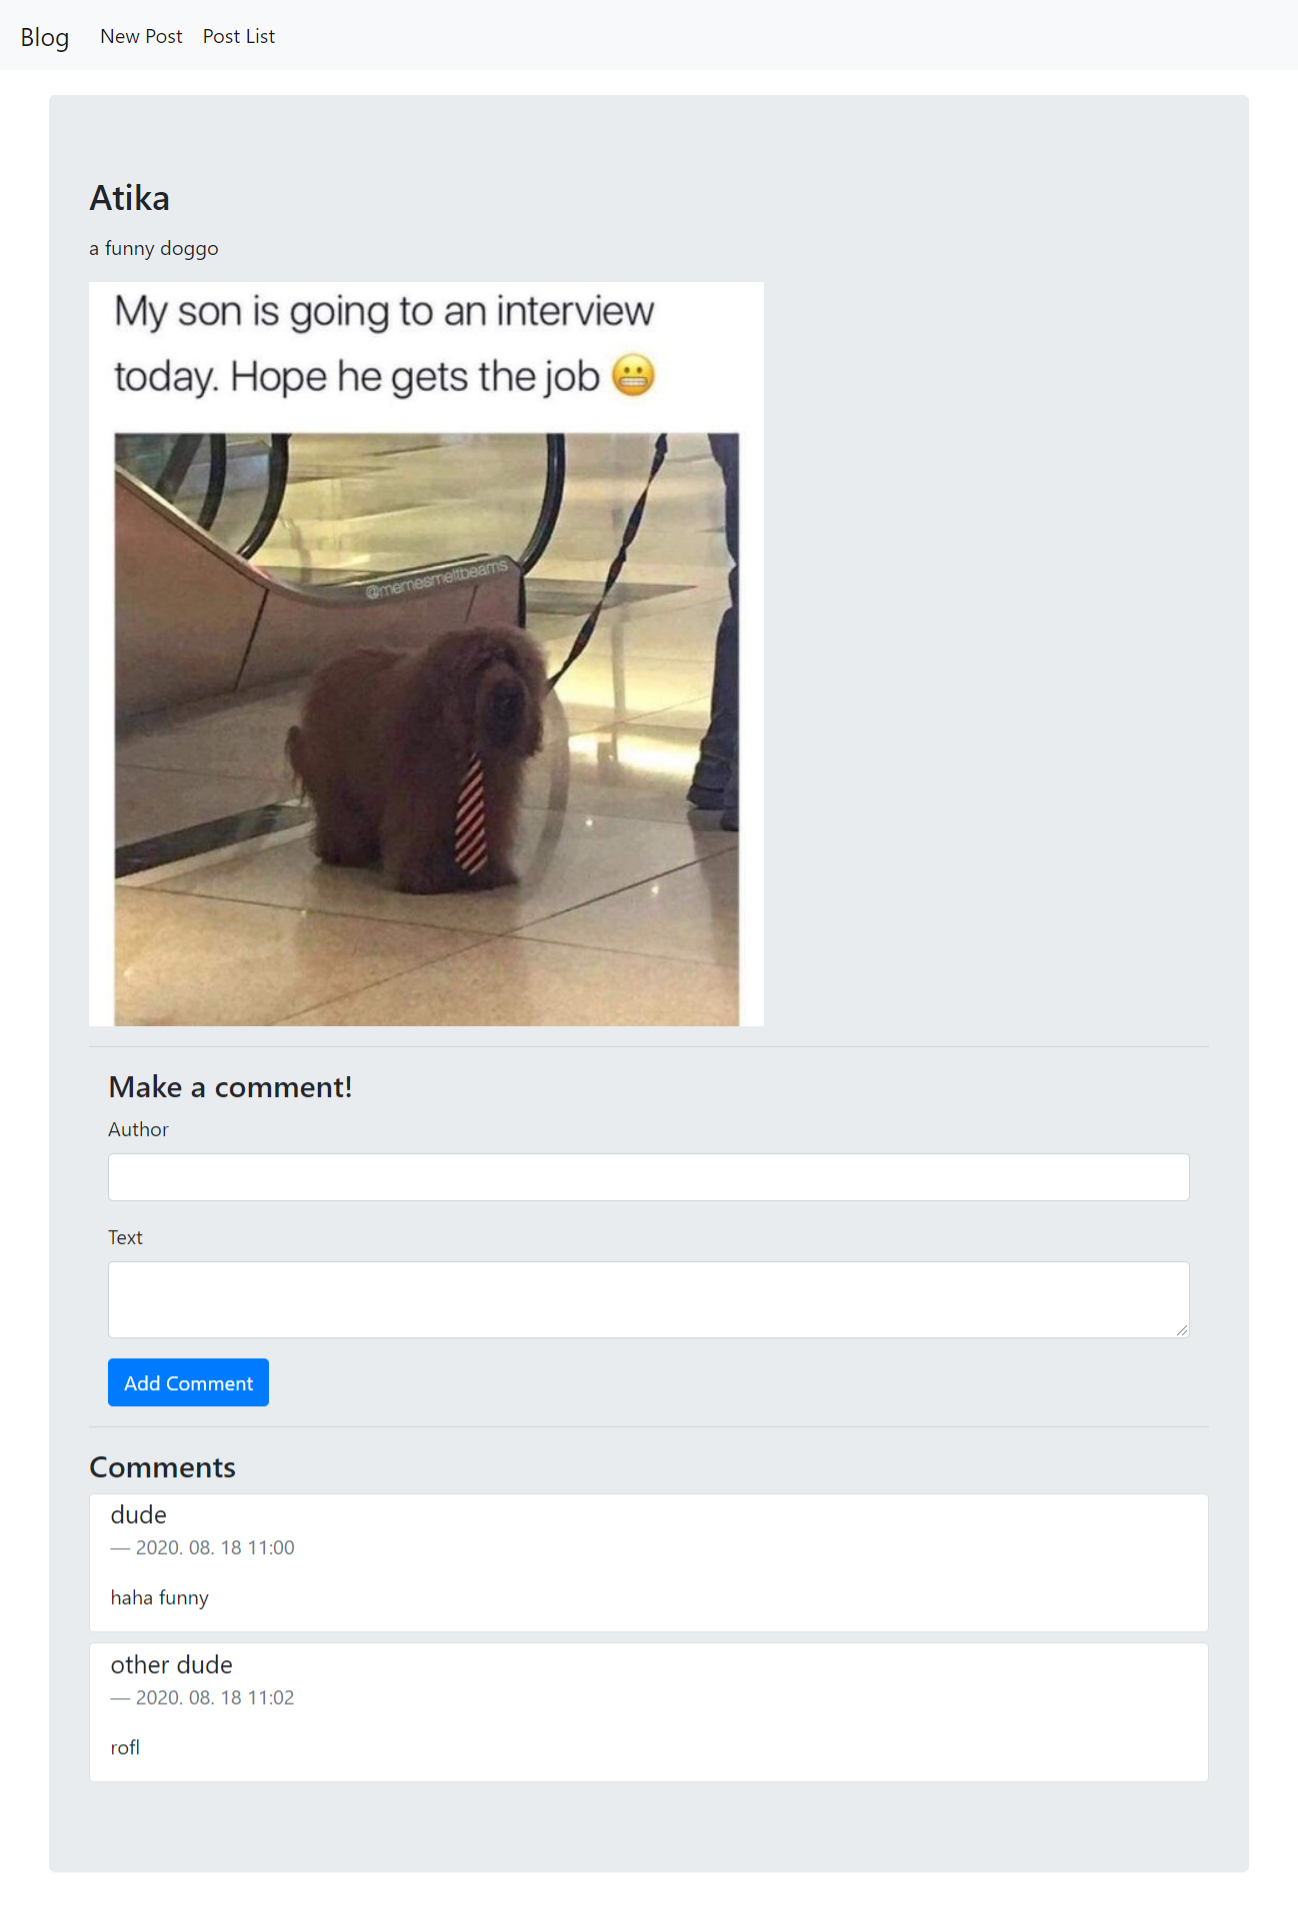 Blog New Post Post List
Atika
a funny doggo
My son is going to an interview
today. Hope he gets the job 😬
@memesmeltbeams
Make a comment!
Author
Text
Add Comment
Comments
dude
— 2020. 08. 18 11:00
haha funny
other dude
— 2020. 08. 18 11:02
rofl